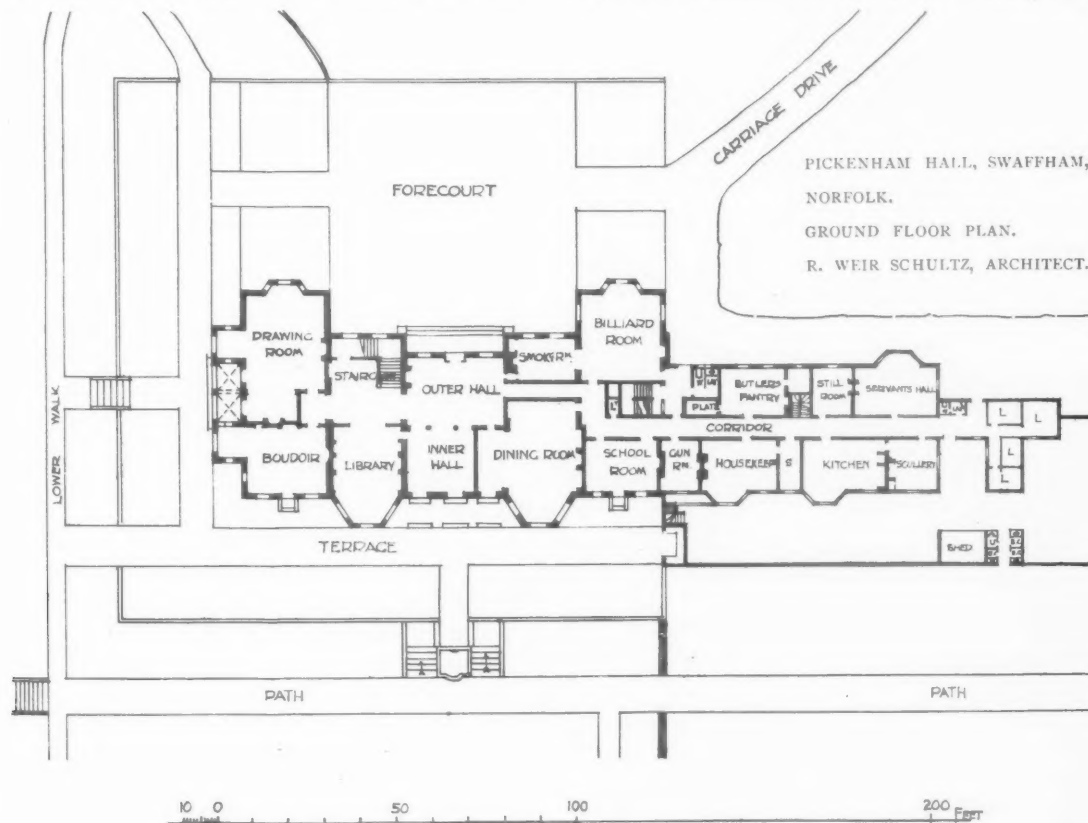 CARRIAGE DRIVE
PICKENHAM HALL, SWAFFHAM,
NORFOLK.
GROUND FLOOR PLAN.
R. WEIR SCHULTZ, ARCHITECT.
FORECOURT
LOWER WALK
DRAWING
ROOM
STAIRCASE
OUTER HALL
SMOKG RM
BILLIARD
ROOM
BUTLER'S
PANTRY
PLATE
STILL
ROOM
SERVANTS HALL
CORRIDOR
L
L
L
L
BOUDOIR
LIBRARY
INNER
HALL
DINING ROOM
SCHOOL
ROOM
GUN
RM.
HOUSEKEEP
S
KITCHEN
SCULLERY
TERRACE
SHED
PATH
PATH
10 0 50 100 200 FEET